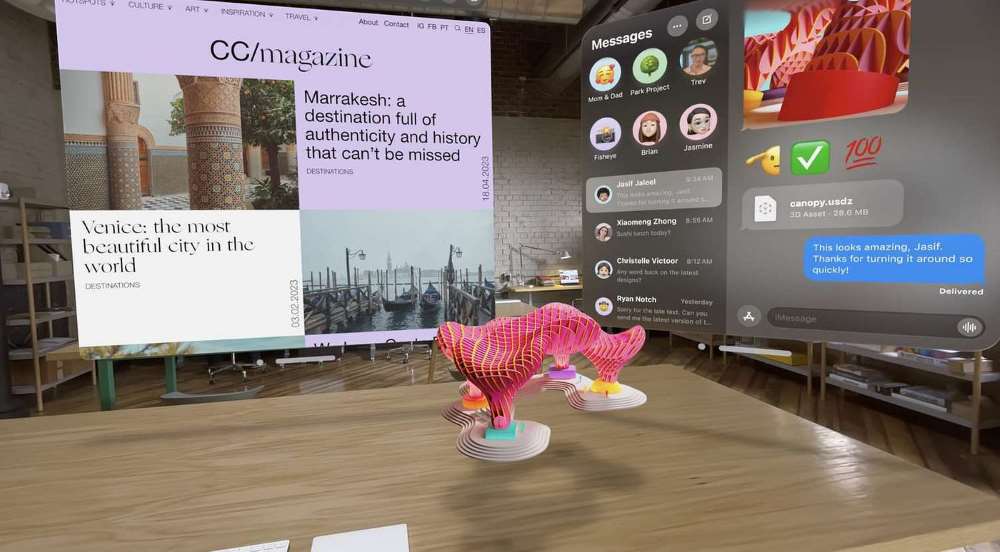 HOTSPOTS
CULTURE
ART
INSPIRATION
TRAVEL
About
Contact
IG FB PT
EN ES
CC/magazine
Marrakesh: a
destination full of
authenticity and history
that can't be missed
DESTINATIONS
18.04.2023
Venice: the most
beautiful city in the
world
DESTINATIONS
03.02.2023
Messages
Mom & Dad
Park Project
Trev
Fisheye
Brian
Jasmine
Jasif Jaleel
9:34 AM
This looks amazing, Jasif.
Thanks for turning it around s...
Xiaomeng Zhong
8:56 AM
Sushi lunch today?
Christelle Victoor
8:12 AM
Any word back on the latest
designs?
Ryan Notch
Yesterday
Sorry for the late text. Can you
send me the latest version of t...
100
canopy.usdz
3D Asset - 28.6 MB
This looks amazing, Jasif.
Thanks for turning it around so
quickly!
Delivered
iMessage